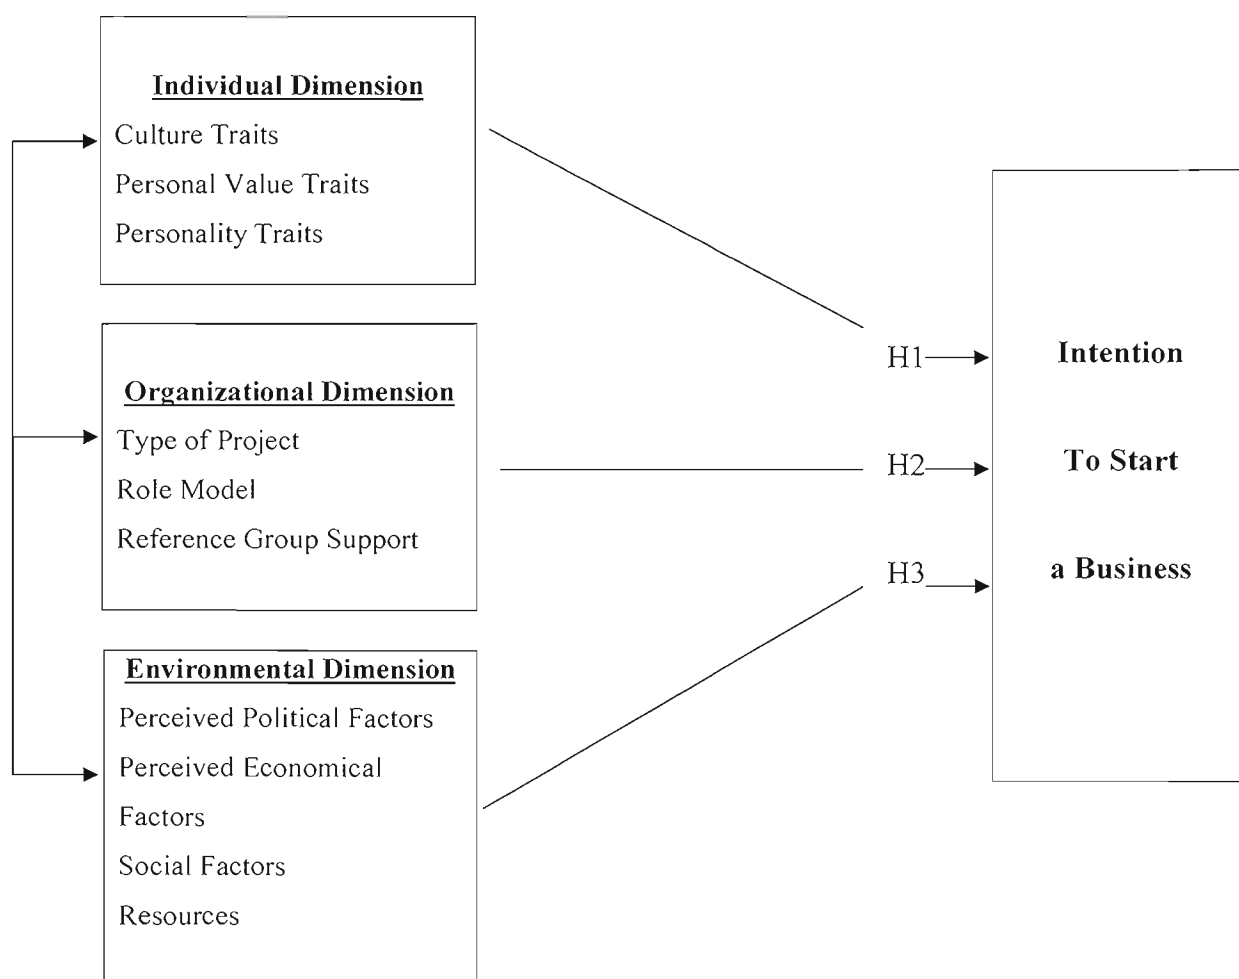 Individual Dimension
Culture Traits
Personal Value Traits
Personality Traits
Organizational Dimension
Type of Project
Role Model
Reference Group Support
Environmental Dimension
Perceived Political Factors
Perceived Economical
Factors
Social Factors
Resources
H1
H2
H3
Intention
To Start
a Business